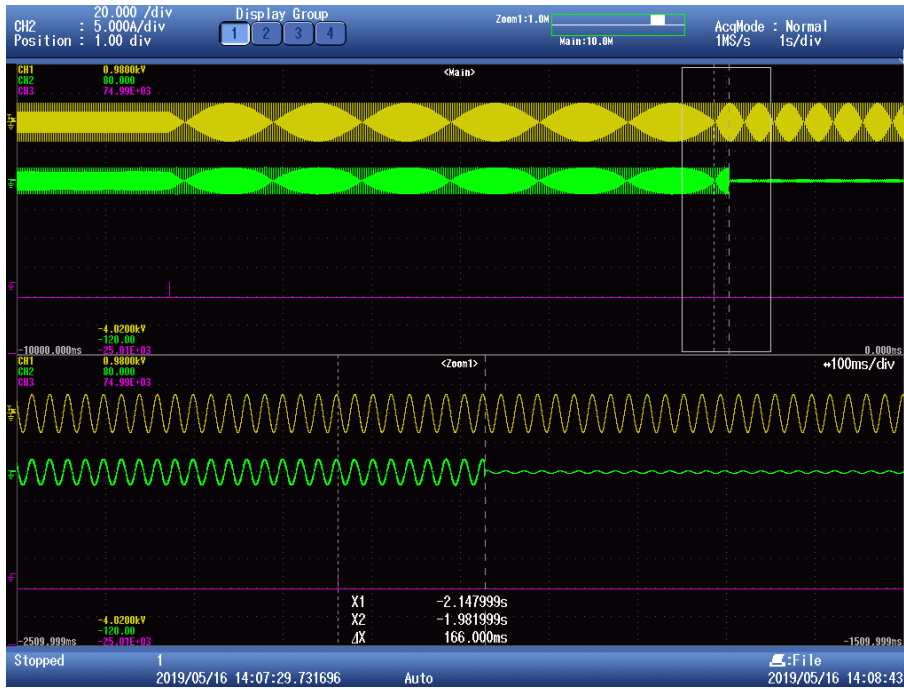 20.000 /div
CH2 : 5.000A/div
Position : 1.00 div
Display Group
1 2 3 4
Zoom1:1.0M
Main:10.0M
AcqMode : Normal
1MS/s 1s/div
CH1 0.9800kV
CH2 80.000
CH3 74.99E+03
<Main>
-4.0200kV
-120.00
-10000.000ms -25.01E+03 0.000ms
CH1 0.9800kV
CH2 80.000
CH3 74.99E+03
<Zoom1>
↔100ms/div
X1 -2.147999s
X2 -1.981999s
ΔX 166.000ms
-4.0200kV
-120.00
-2509.999ms -25.01E+03 -1509.999ms
Stopped 1
2019/05/16 14:07:29.731696 Auto
:File
2019/05/16 14:08:43